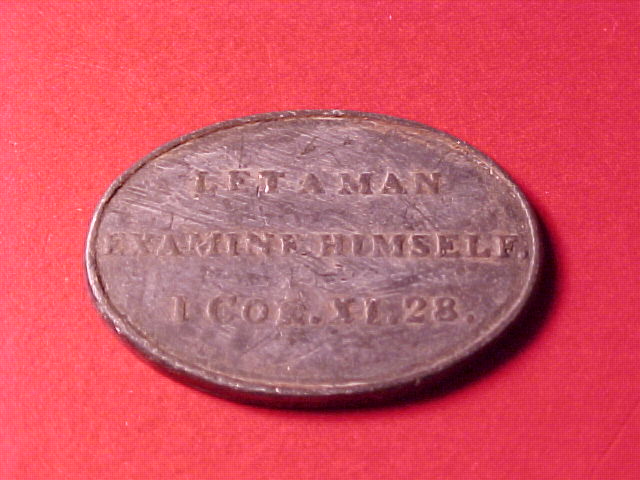 LET A MAN
EXAMINE HIMSELF.
I COR. XI. 28.